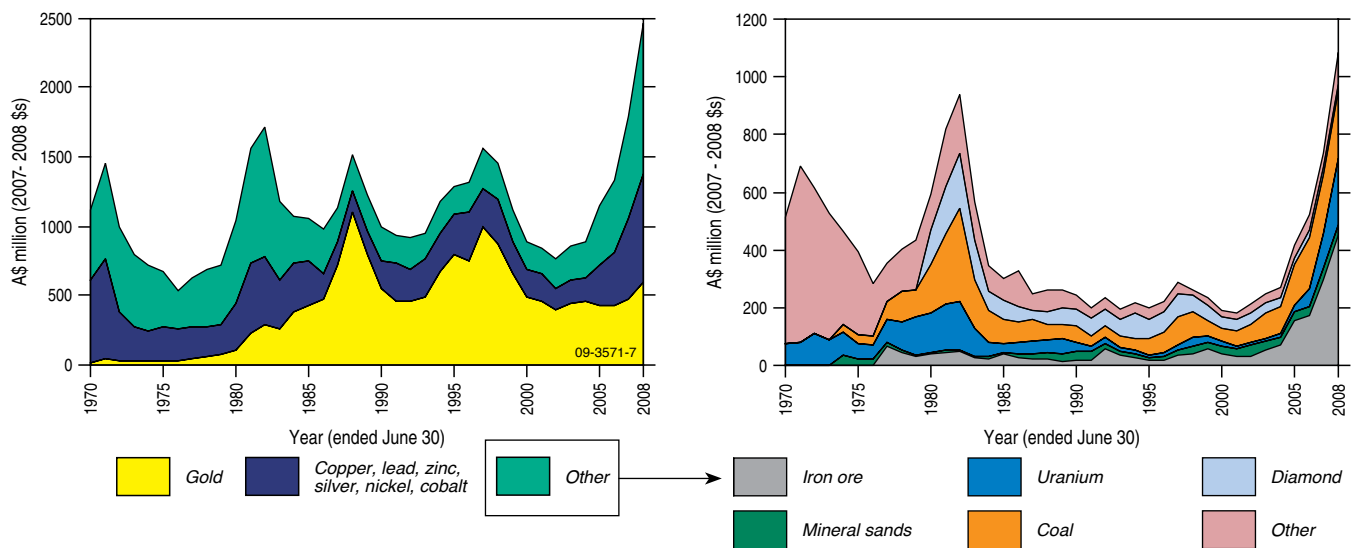 2500
2000
1500
1000
500
0
A$ million (2007- 2008 $s)
09-3571-7
1970
1975
1980
1985
1990
1995
2000
2005
2008
Year (ended June 30)
1200
1000
800
600
400
200
0
A$ million (2007 - 2008 $s)
1970
1975
1980
1985
1990
1995
2000
2005
2008
Year (ended June 30)
Gold
Copper, lead, zinc,
silver, nickel, cobalt
Other
Iron ore
Uranium
Diamond
Mineral sands
Coal
Other